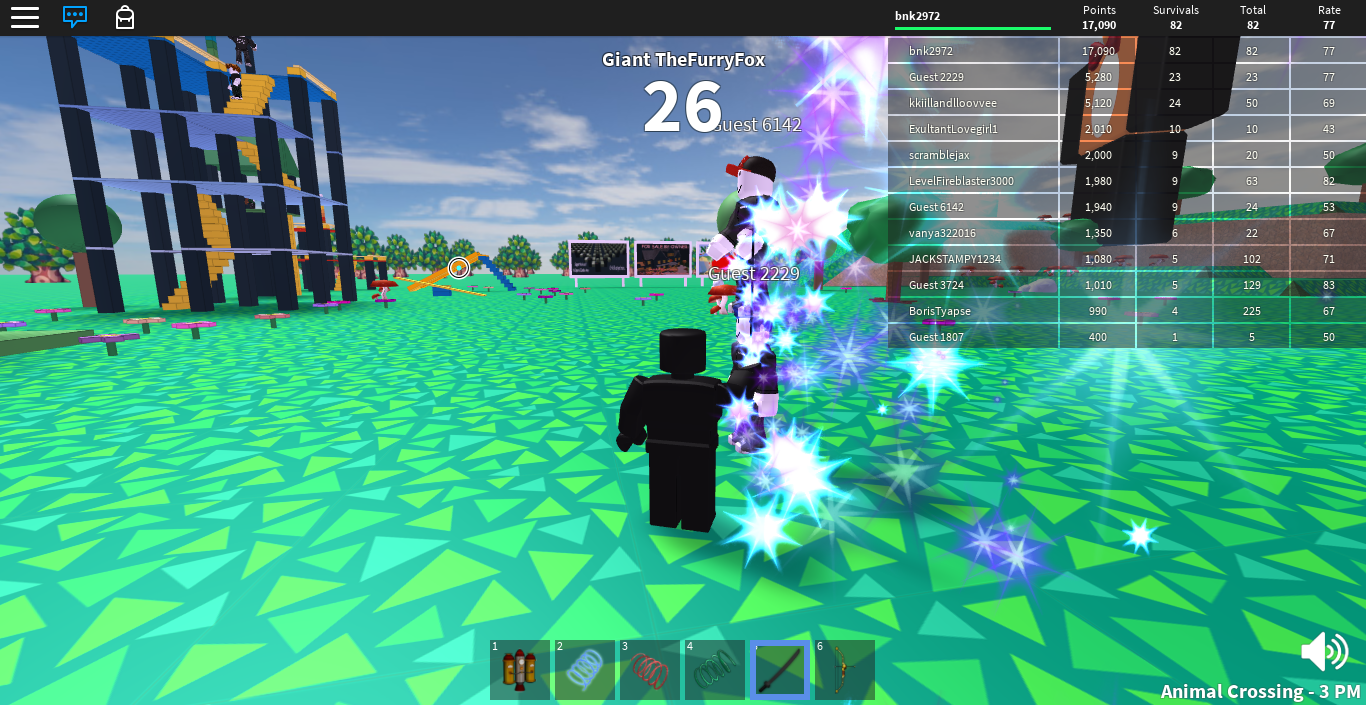 bnk2972
Points Survivals Total Rate
17,090 82 82 77
bnk2972 17,090 82 82 77
Guest 2229 5,280 23 23 77
kkiillandlloovvee 5,120 24 50 69
ExultantLovegirl1 2,010 10 10 43
scramblejax 2,000 9 20 50
LevelFireblaster3000 1,980 9 63 82
Guest 6142 1,940 9 24 53
vanya322016 1,350 6 22 67
JACKSTAMPY1234 1,080 5 102 71
Guest 3724 1,010 5 129 83
BorisTyapse 990 4 225 67
Guest 1807 400 1 5 50
Giant TheFurryFox
26
Guest 6142
Guest 2229
FOR SALE BY OWNER
1 2 3 4 6
Animal Crossing - 3 PM